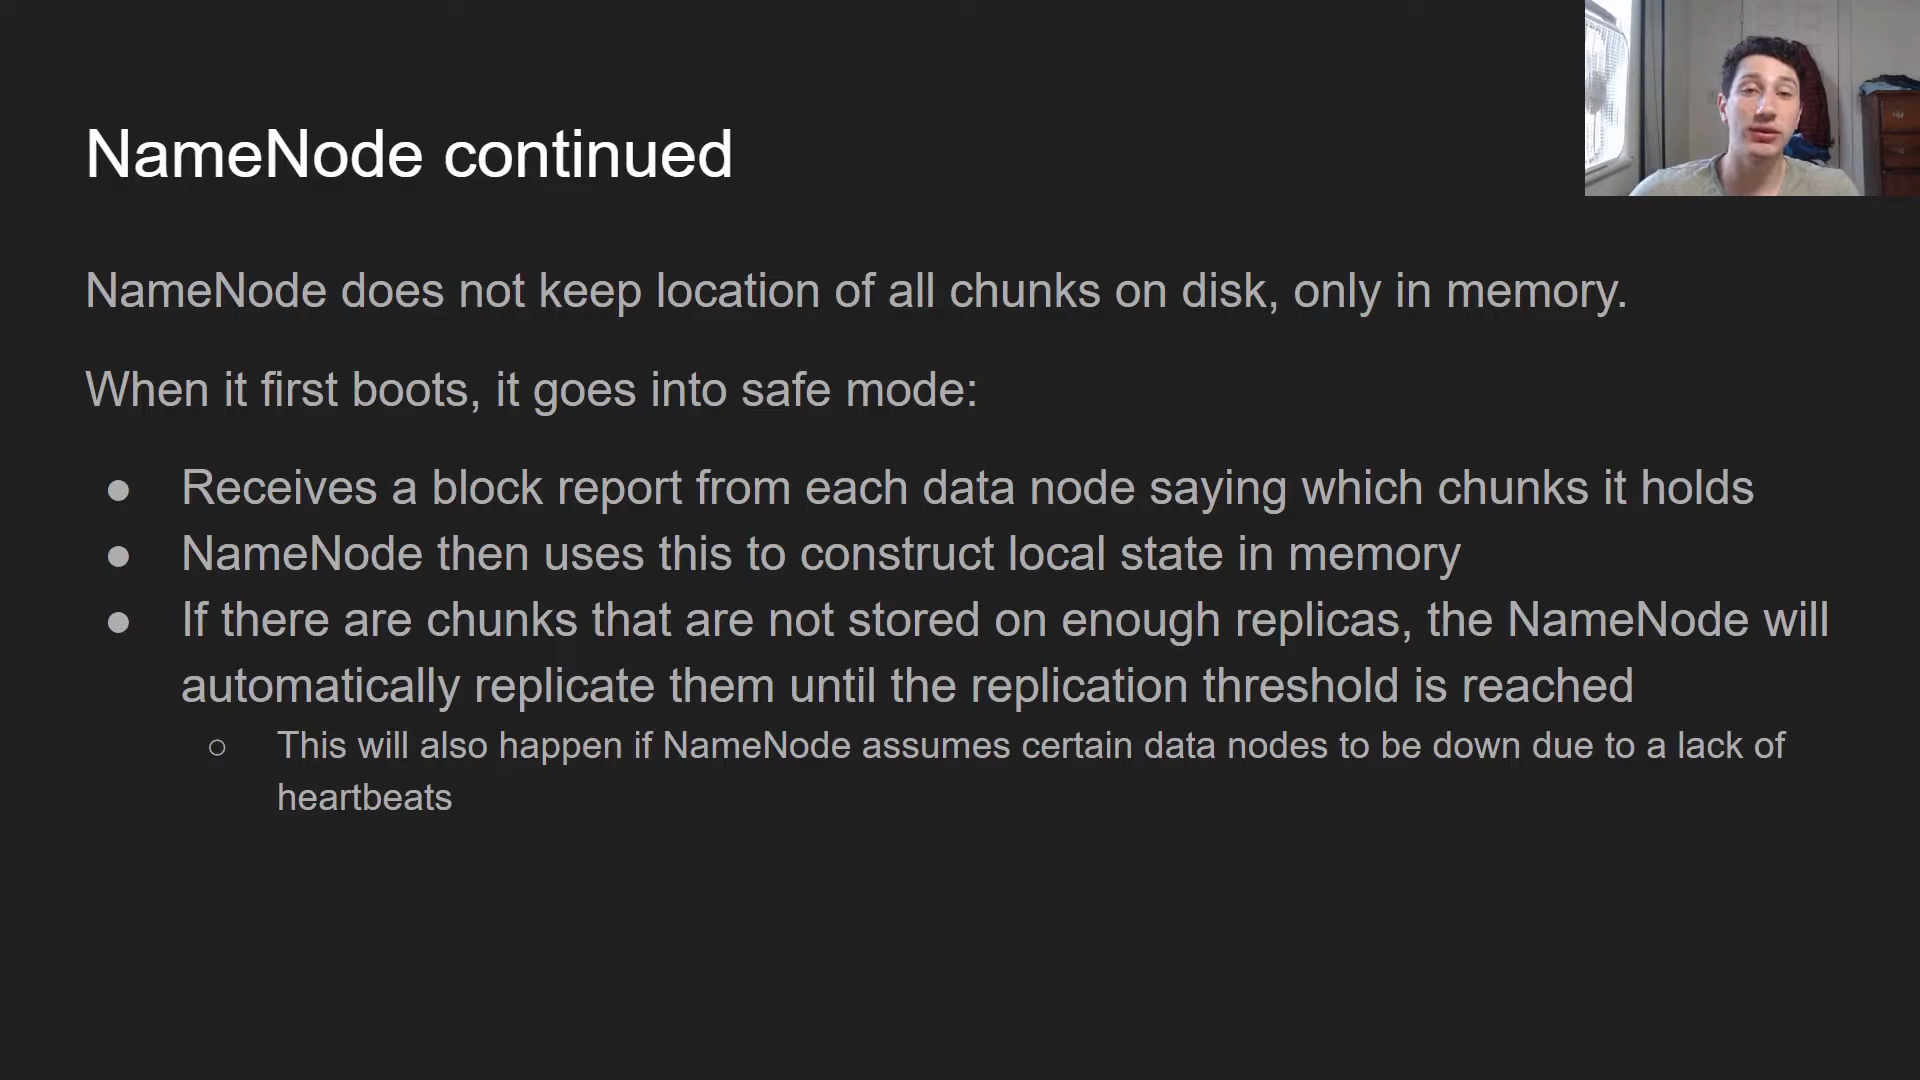 NameNode continued
NameNode does not keep location of all chunks on disk, only in memory.
When it first boots, it goes into safe mode:
● Receives a block report from each data node saying which chunks it holds
● NameNode then uses this to construct local state in memory
● If there are chunks that are not stored on enough replicas, the NameNode will
automatically replicate them until the replication threshold is reached
○ This will also happen if NameNode assumes certain data nodes to be down due to a lack of
heartbeats